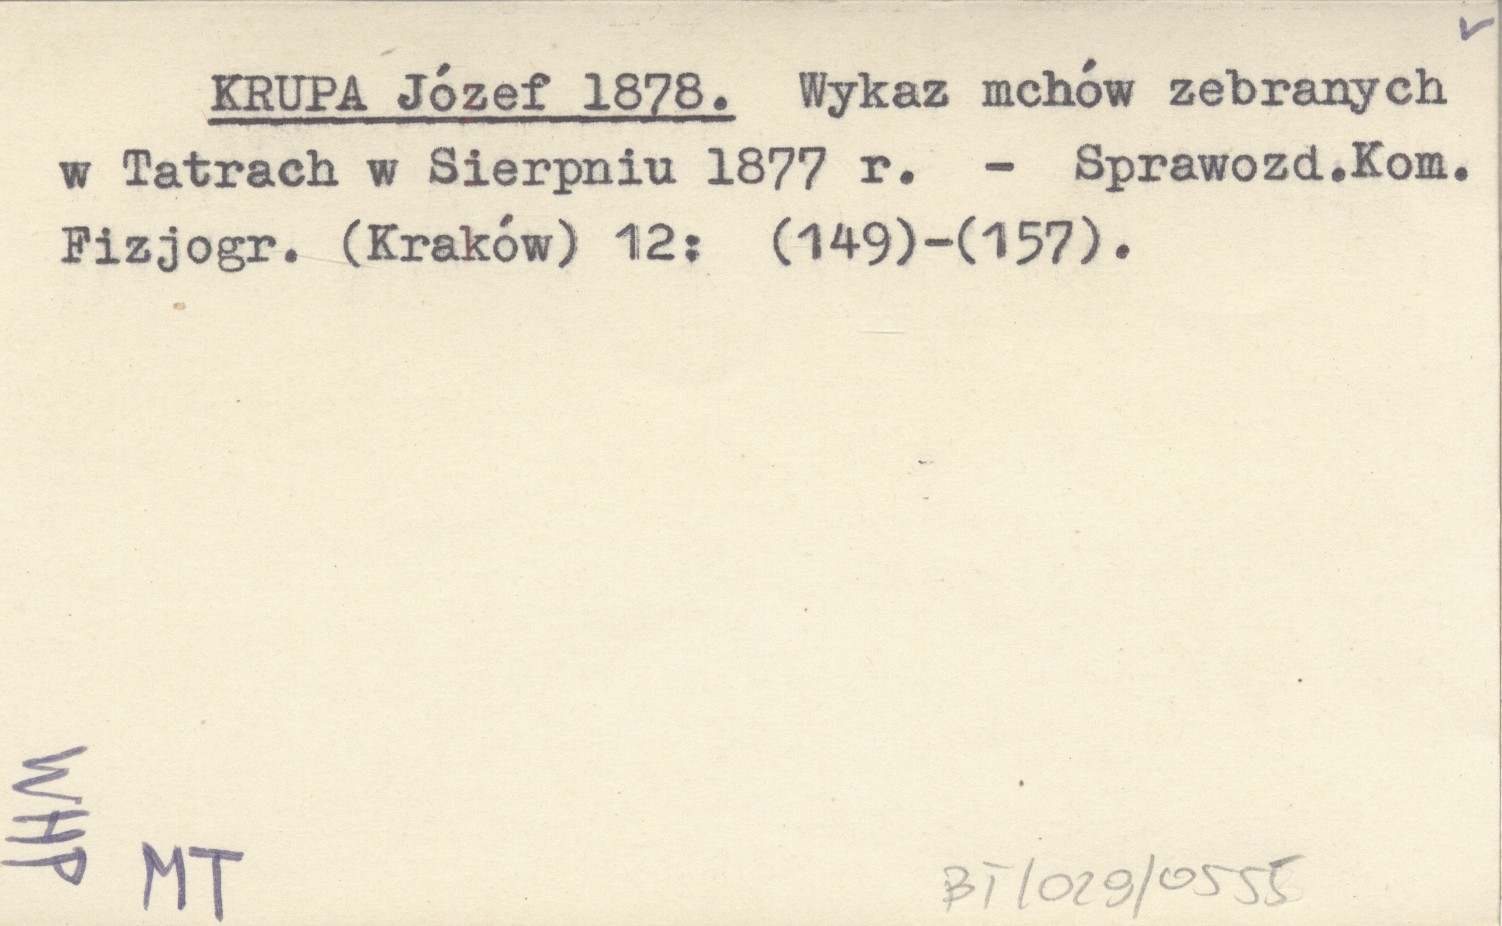 KRUPA Józef 1878. Wykaz mchów zebranych
w Tatrach w Sierpniu 1877 r. - Sprawozd.Kom.
Fizjogr. (Kraków) 12: (149)-(157).
WHP
MT
BT/029/0555